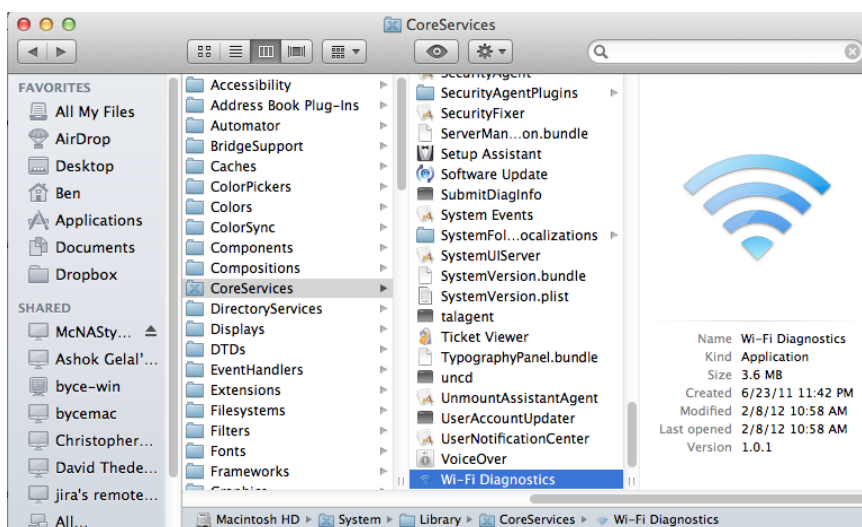 CoreServices
FAVORITES
All My Files
AirDrop
Desktop
Ben
Applications
Documents
Dropbox
SHARED
McNASty...
Ashok Gelal'...
byce-win
bycemac
Christopher...
David Thede...
jira's remote...
All...
Accessibility
Address Book Plug-Ins
Automator
BridgeSupport
Caches
ColorPickers
Colors
ColorSync
Components
Compositions
CoreServices
DirectoryServices
Displays
DTDs
EventHandlers
Extensions
Filesystems
Filters
Fonts
Frameworks
Graphics
SecurityAgent
SecurityAgentPlugins
SecurityFixer
ServerMan...on.bundle
Setup Assistant
Software Update
SubmitDiagInfo
System Events
SystemFol...ocalizations
SystemUIServer
SystemVersion.bundle
SystemVersion.plist
talagent
Ticket Viewer
TypographyPanel.bundle
uncd
UnmountAssistantAgent
UserAccountUpdater
UserNotificationCenter
VoiceOver
Wi-Fi Diagnostics
Name Wi-Fi Diagnostics
Kind Application
Size 3.6 MB
Created 6/23/11 11:42 PM
Modified 2/8/12 10:58 AM
Last opened 2/8/12 10:58 AM
Version 1.0.1
Macintosh HD ▸ System ▸ Library ▸ CoreServices ▸ Wi-Fi Diagnostics